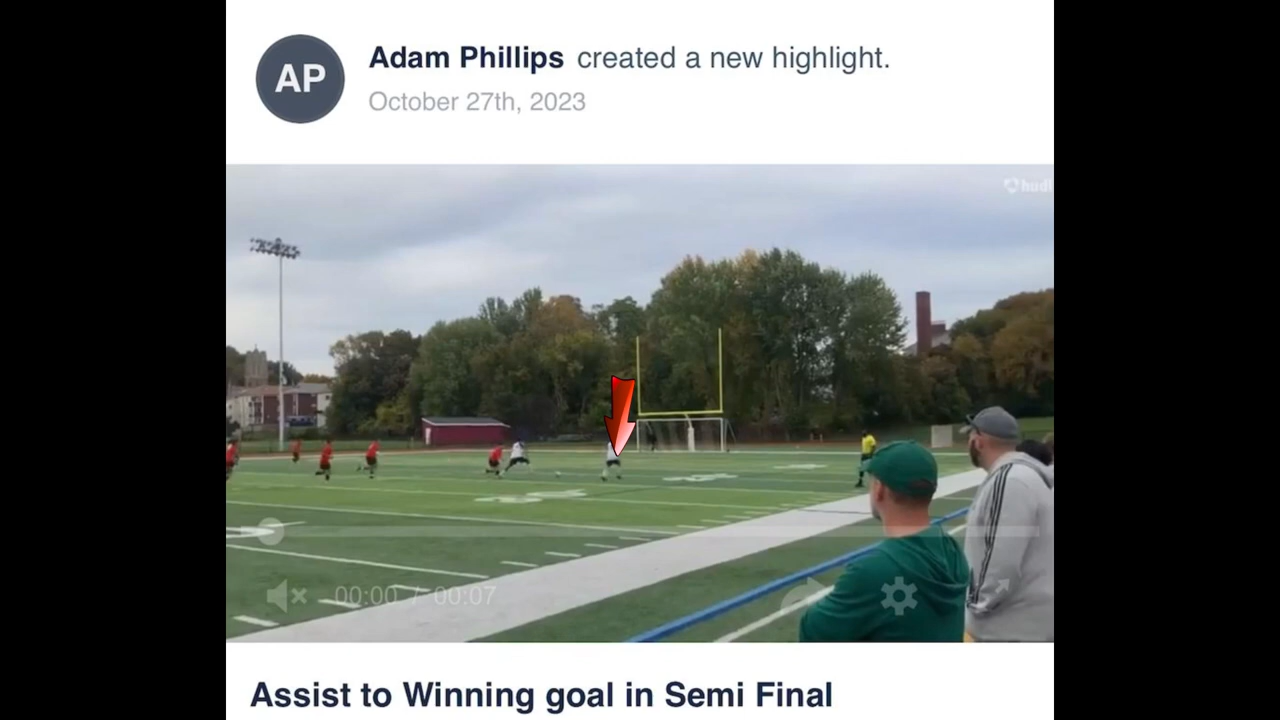 AP
Adam Phillips created a new highlight.
October 27th, 2023
hudl
00:00 / 00:07
Assist to Winning goal in Semi Final